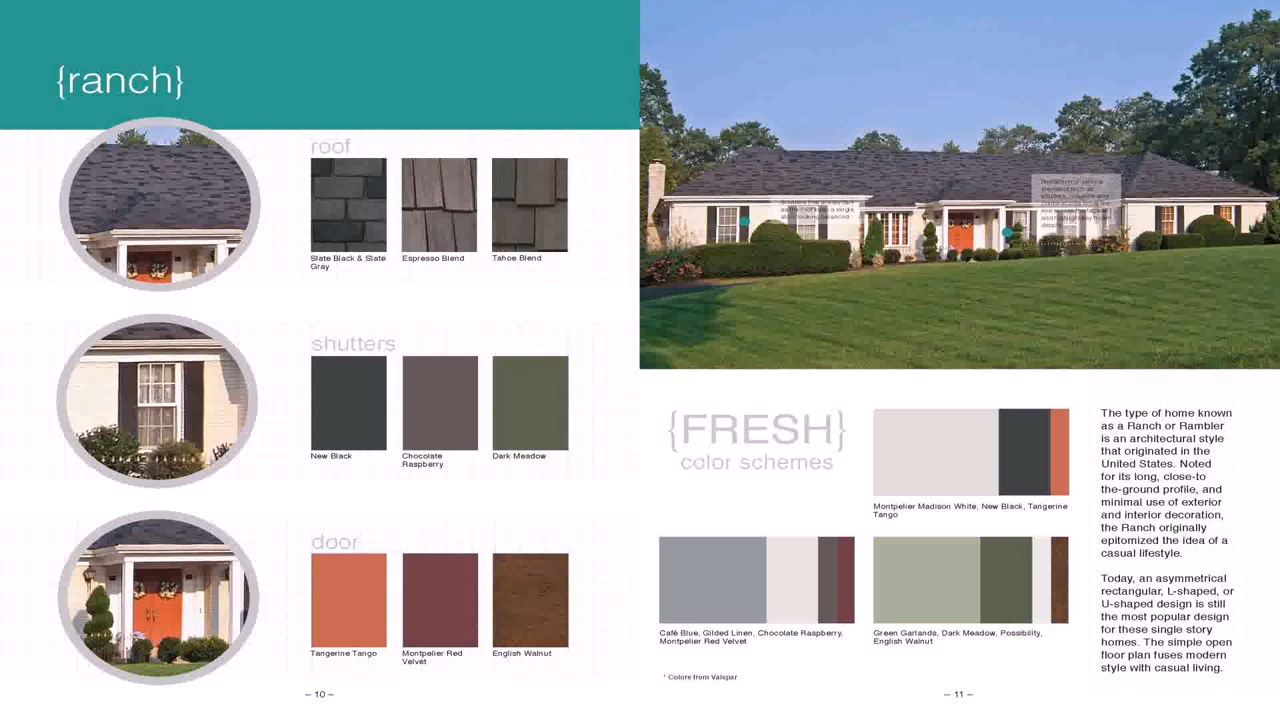 {ranch}
roof
Slate Black & Slate
Gray
Espresso Blend
Tahoe Blend
shutters
New Black
Chocolate
Raspberry
Dark Meadow
door
Tangerine Tango
Montpelier Red
Velvet
English Walnut
– 10 –
{FRESH}
color schemes
Montpelier Madison White, New Black, Tangerine
Tango
Café Blue, Gilded Linen, Chocolate Raspberry,
Montpelier Red Velvet
Green Garlands, Dark Meadow, Possibility,
English Walnut
* Colors from Valspar
The type of home known
as a Ranch or Rambler
is an architectural style
that originated in the
United States. Noted
for its long, close-to
the-ground profile, and
minimal use of exterior
and interior decoration,
the Ranch originally
epitomized the idea of a
casual lifestyle.
Today, an asymmetrical
rectangular, L-shaped, or
U-shaped design is still
the most popular design
for these single story
homes. The simple open
floor plan fuses modern
style with casual living.
– 11 –